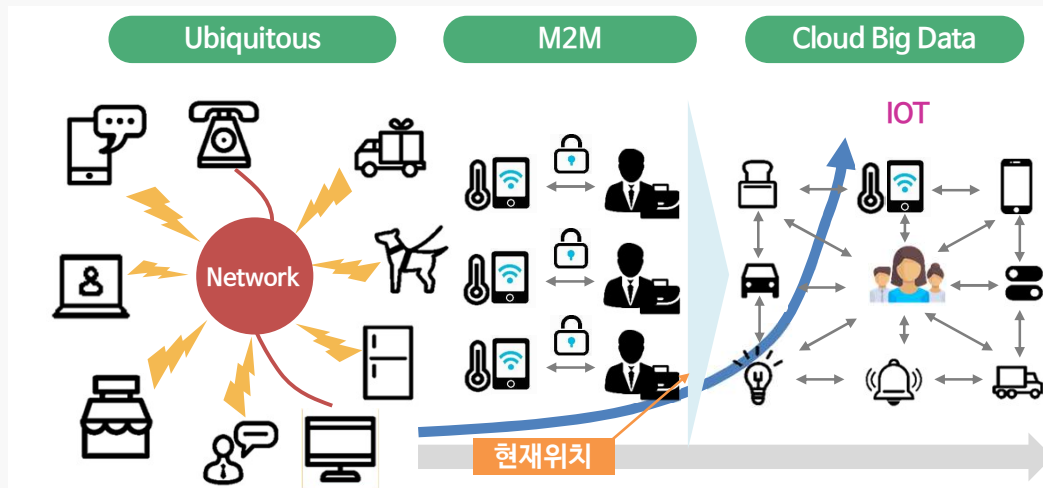 Ubiquitous
M2M
Cloud Big Data
IOT
Network
현재위치